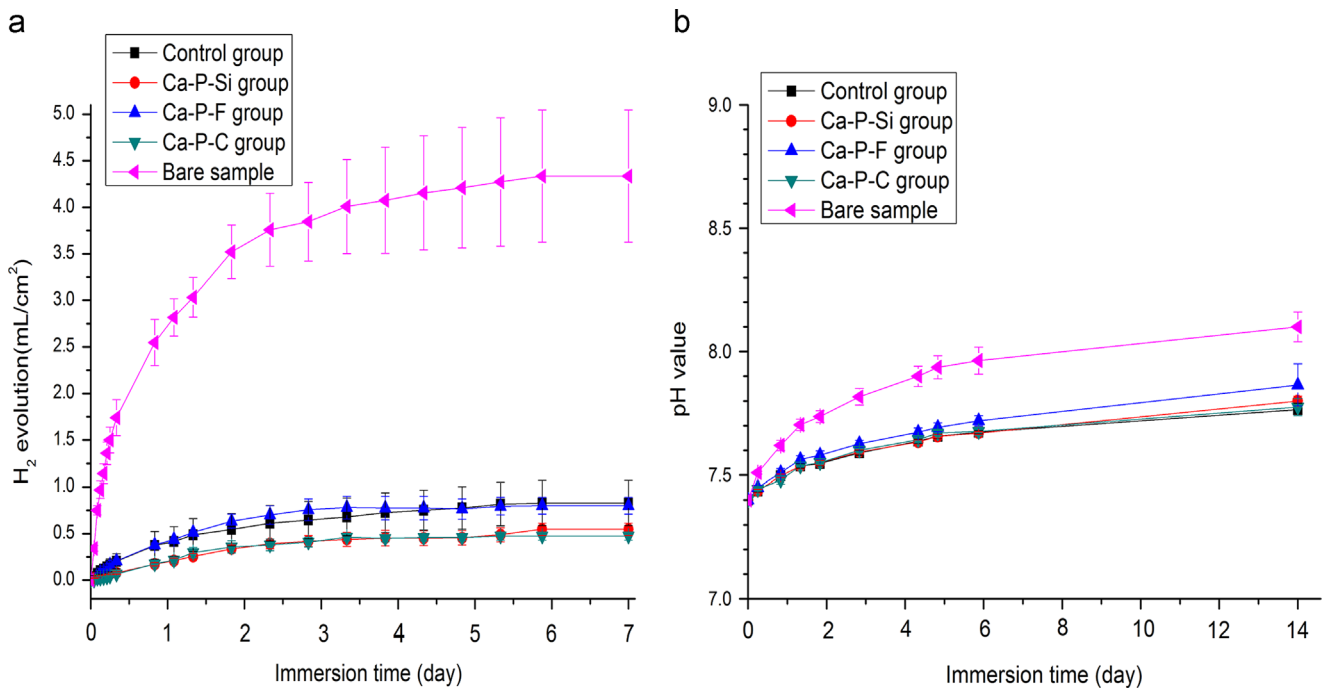 a
Control group
Ca-P-Si group
Ca-P-F group
Ca-P-C group
Bare sample
5.0
4.5
4.0
3.5
3.0
2.5
2.0
1.5
1.0
0.5
0.0
H2 evolution(mL/cm2)
0 1 2 3 4 5 6 7
Immersion time (day)
b
Control group
Ca-P-Si group
Ca-P-F group
Ca-P-C group
Bare sample
9.0
8.5
8.0
7.5
7.0
pH value
0 2 4 6 8 10 12 14
Immersion time (day)